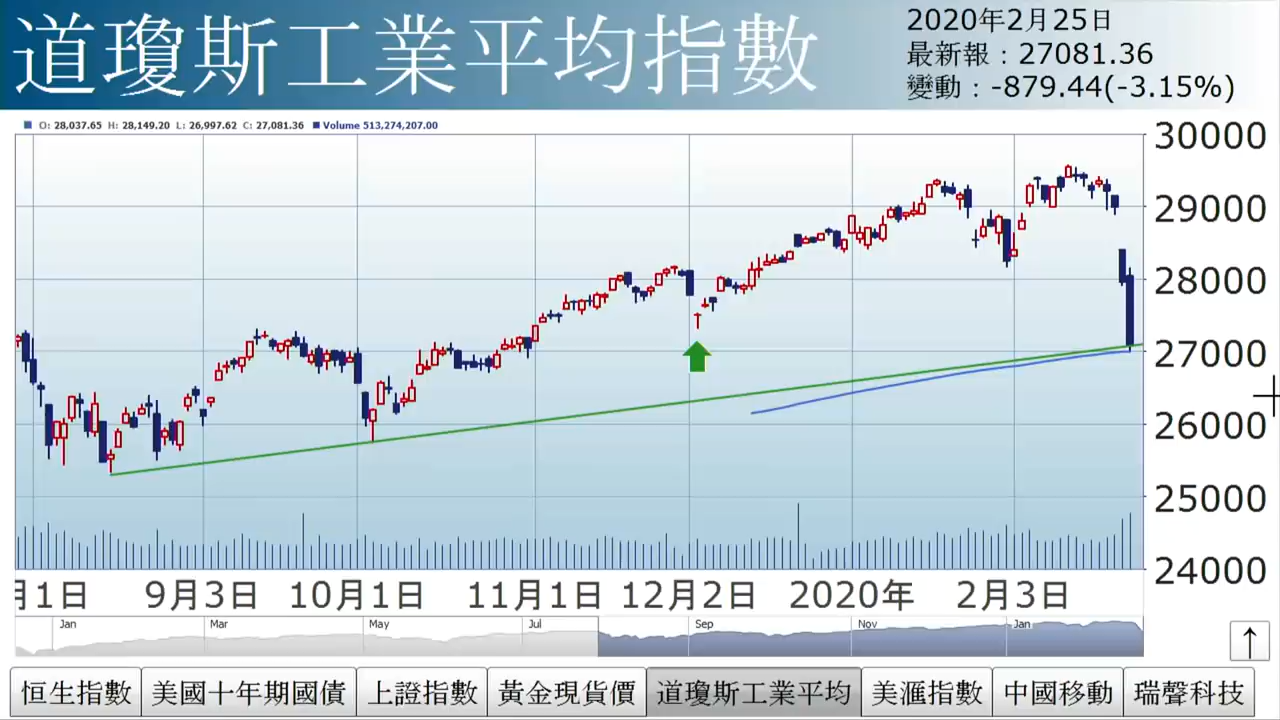 道瓊斯工業平均指數
2020年2月25日
最新報：27081.36
變動：-879.44(-3.15%)
O: 28,037.65 H: 28,149.20 L: 26,997.62 C: 27,081.36 Volume 513,274,207.00
30000
29000
28000
27000
26000
25000
24000
月1日 9月3日 10月1日 11月1日 12月2日 2020年 2月3日
Jan Mar May Jul Sep Nov Jan
↑
恒生指數 美國十年期國債 上證指數 黃金現貨價 道瓊斯工業平均 美滙指數 中國移動 瑞聲科技